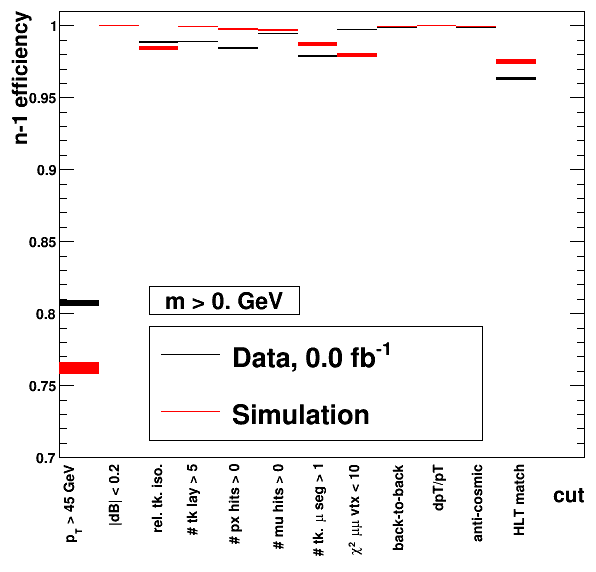 n-1 efficiency
1
0.95
0.9
0.85
0.8
0.75
0.7
m > 0. GeV
Data, 0.0 fb⁻¹
Simulation
p_T > 45 GeV
|dB| < 0.2
rel. tk. iso.
# tk lay > 5
# px hits > 0
# mu hits > 0
# tk. μ seg > 1
χ² μμ vtx < 10
back-to-back
dpT/pT
anti-cosmic
HLT match
cut